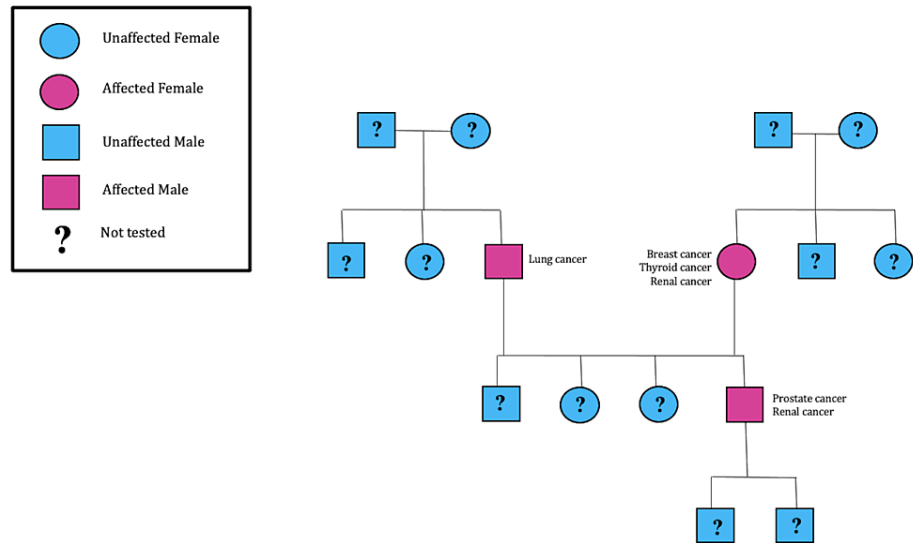 Unaffected Female
Affected Female
Unaffected Male
Affected Male
? Not tested
? ?
? ?
? ? Lung cancer
Breast cancer
Thyroid cancer
Renal cancer
? ?
? ? ?
Prostate cancer
Renal cancer
? ?